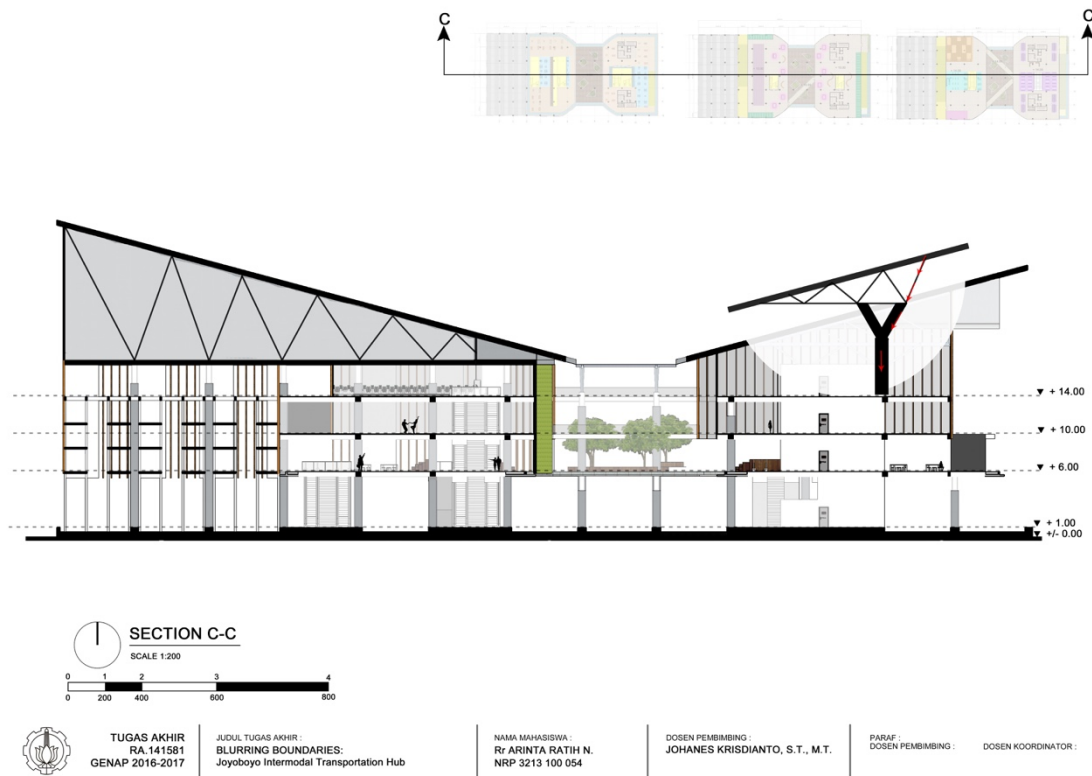 C
C
+ 14.00
+ 10.00
+ 6.00
+ 1.00
+/- 0.00
SECTION C-C
SCALE 1:200
0 1 2 3 4
0 200 400 600 800
TUGAS AKHIR
RA.141581
GENAP 2016-2017
JUDUL TUGAS AKHIR :
BLURRING BOUNDARIES:
Joyoboyo Intermodal Transportation Hub
NAMA MAHASISWA :
Rr ARINTA RATIH N.
NRP 3213 100 054
DOSEN PEMBIMBING :
JOHANES KRISDIANTO, S.T., M.T.
PARAF :
DOSEN PEMBIMBING : DOSEN KOORDINATOR :